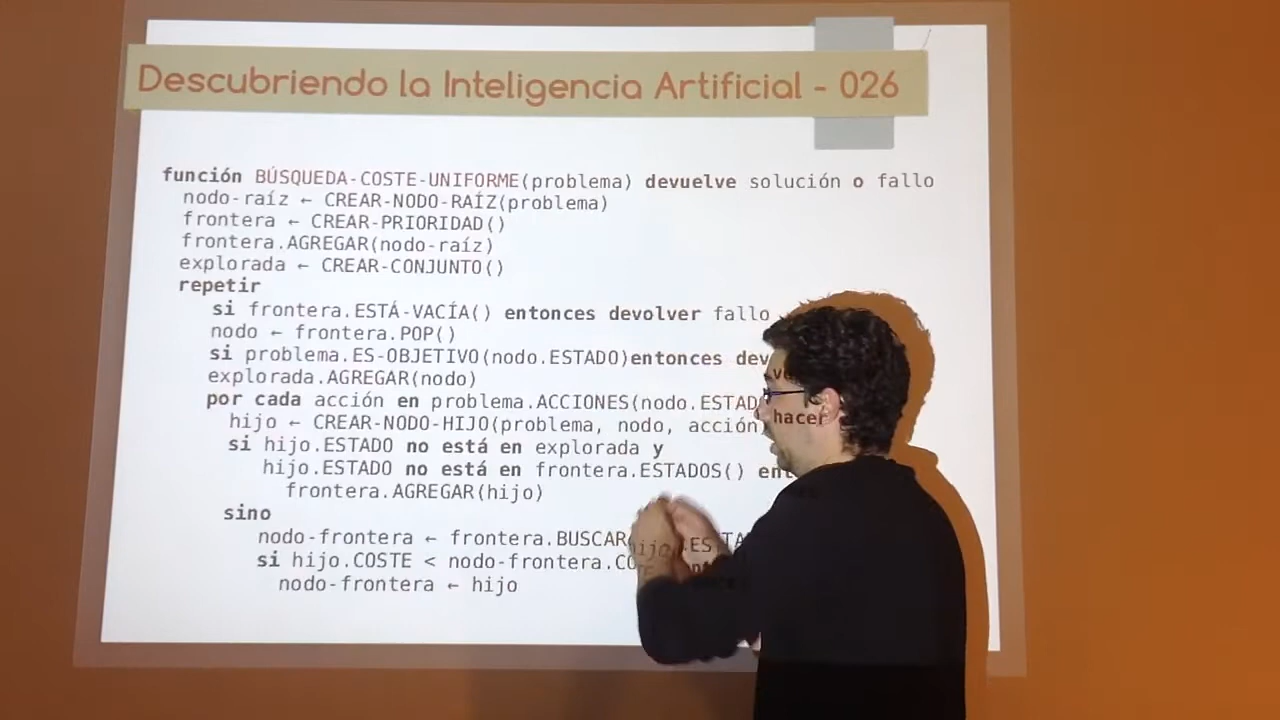 Descubriendo la Inteligencia Artificial - 026
función BÚSQUEDA-COSTE-UNIFORME(problema) devuelve solución o fallo
nodo-raíz ← CREAR-NODO-RAÍZ(problema)
frontera ← CREAR-PRIORIDAD()
frontera.AGREGAR(nodo-raíz)
explorada ← CREAR-CONJUNTO()
repetir
si frontera.ESTÁ-VACÍA() entonces devolver fallo
nodo ← frontera.POP()
si problema.ES-OBJETIVO(nodo.ESTADO)entonces
explorada.AGREGAR(nodo)
por cada acción en problema.ACCIONES(nodo.ESTAD hacer
hijo ← CREAR-NODO-HIJO(problema, nodo, acción
si hijo.ESTADO no está en explorada y
hijo.ESTADO no está en frontera.ESTADOS()
frontera.AGREGAR(hijo)
sino
nodo-frontera ← frontera.BUSCAR
si hijo.COSTE < nodo-frontera.CO
nodo-frontera ← hijo